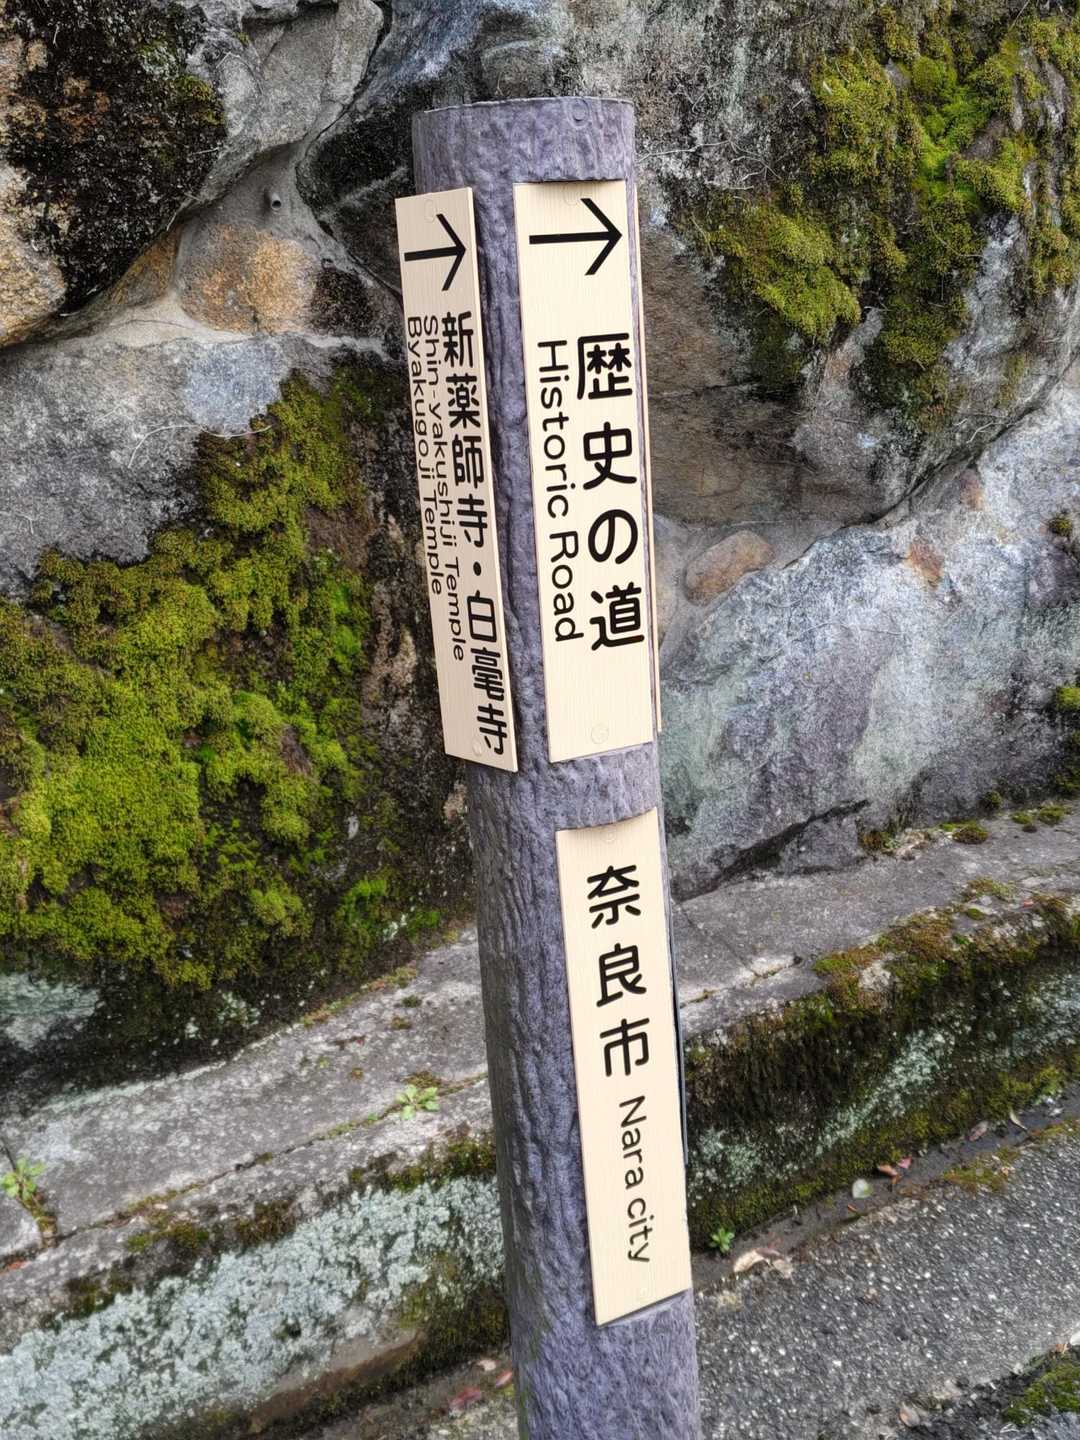 →
新薬師寺・白毫寺
Shin-yakushiji Temple
Byakugoji Temple
→
歴史の道
Historic Road
奈良市 Nara city